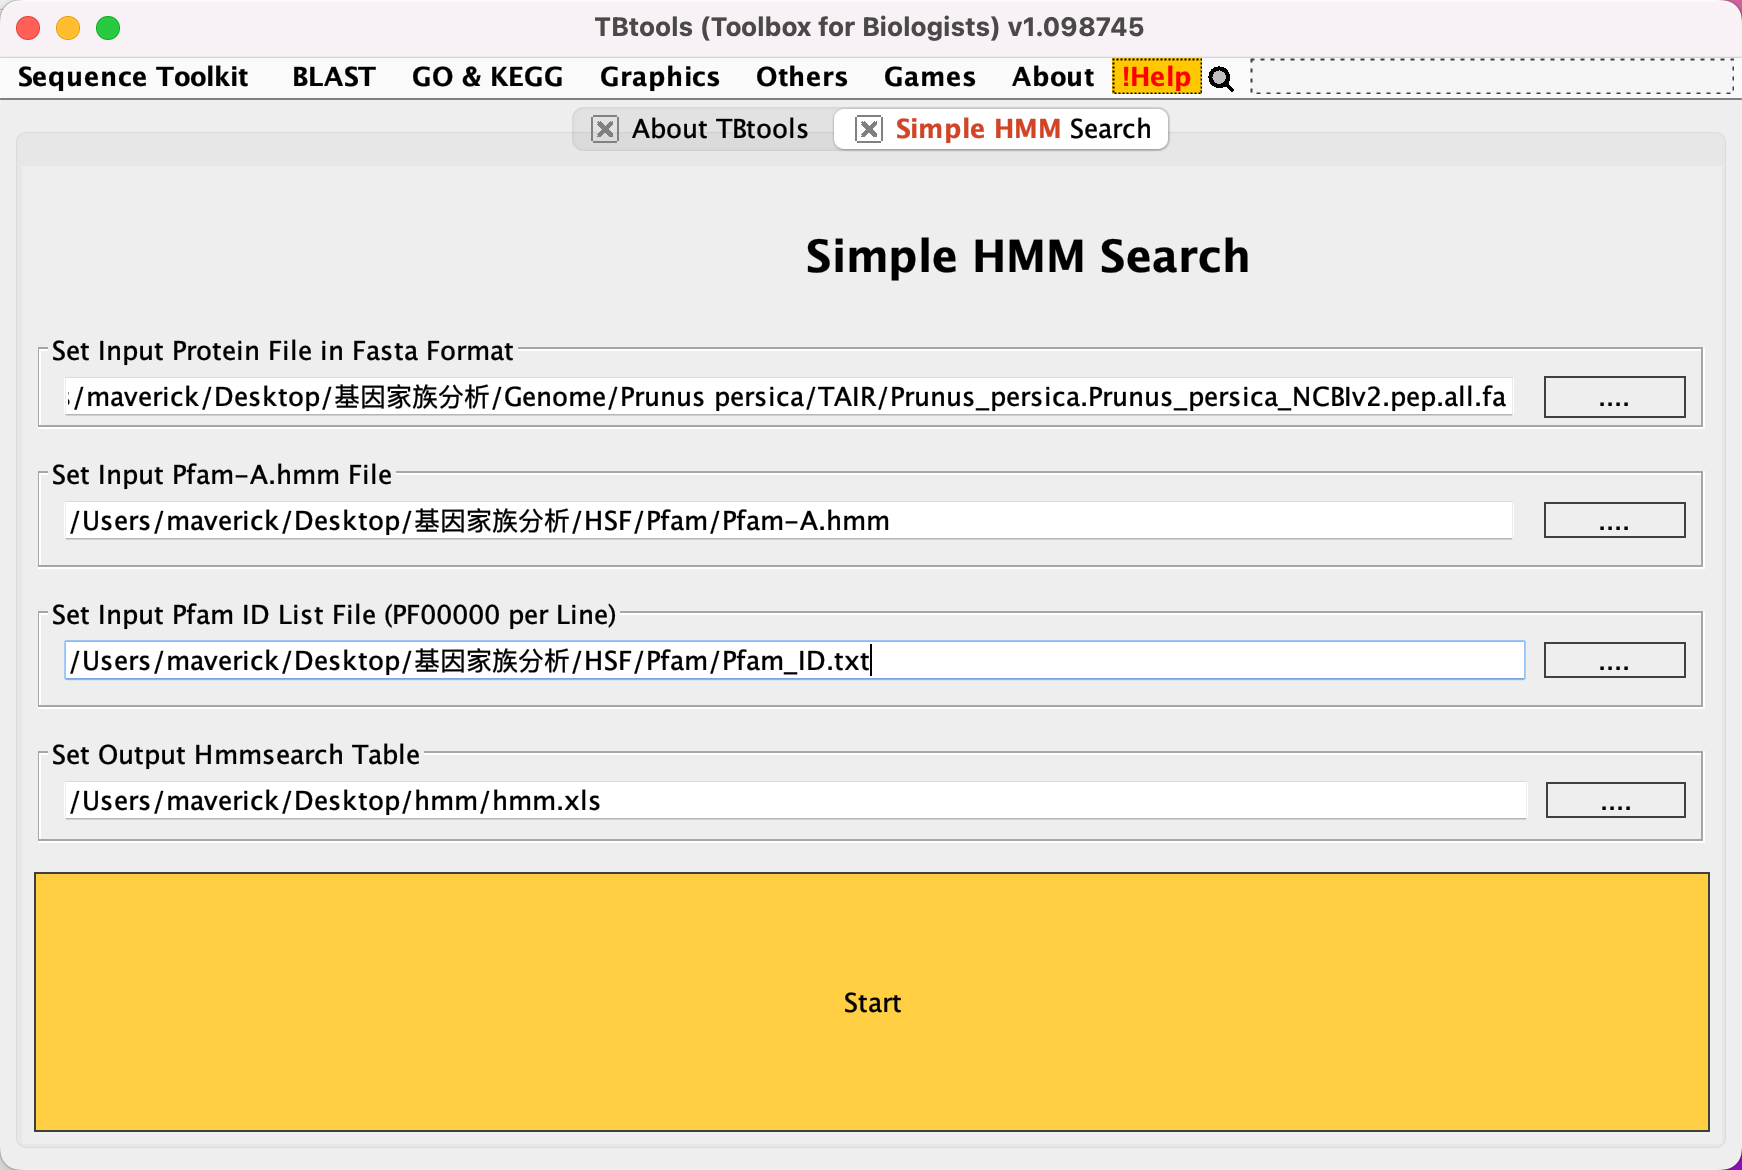 TBtools (Toolbox for Biologists) v1.098745
Sequence Toolkit BLAST GO & KEGG Graphics Others Games About !Help
About TBtools Simple HMM Search
Simple HMM Search
Set Input Protein File in Fasta Format
/maverick/Desktop/基因家族分析/Genome/Prunus persica/TAIR/Prunus_persica.Prunus_persica_NCBIv2.pep.all.fa ....
Set Input Pfam-A.hmm File
/Users/maverick/Desktop/基因家族分析/HSF/Pfam/Pfam-A.hmm ....
Set Input Pfam ID List File (PF00000 per Line)
/Users/maverick/Desktop/基因家族分析/HSF/Pfam/Pfam_ID.txt ....
Set Output Hmmsearch Table
/Users/maverick/Desktop/hmm/hmm.xls ....
Start